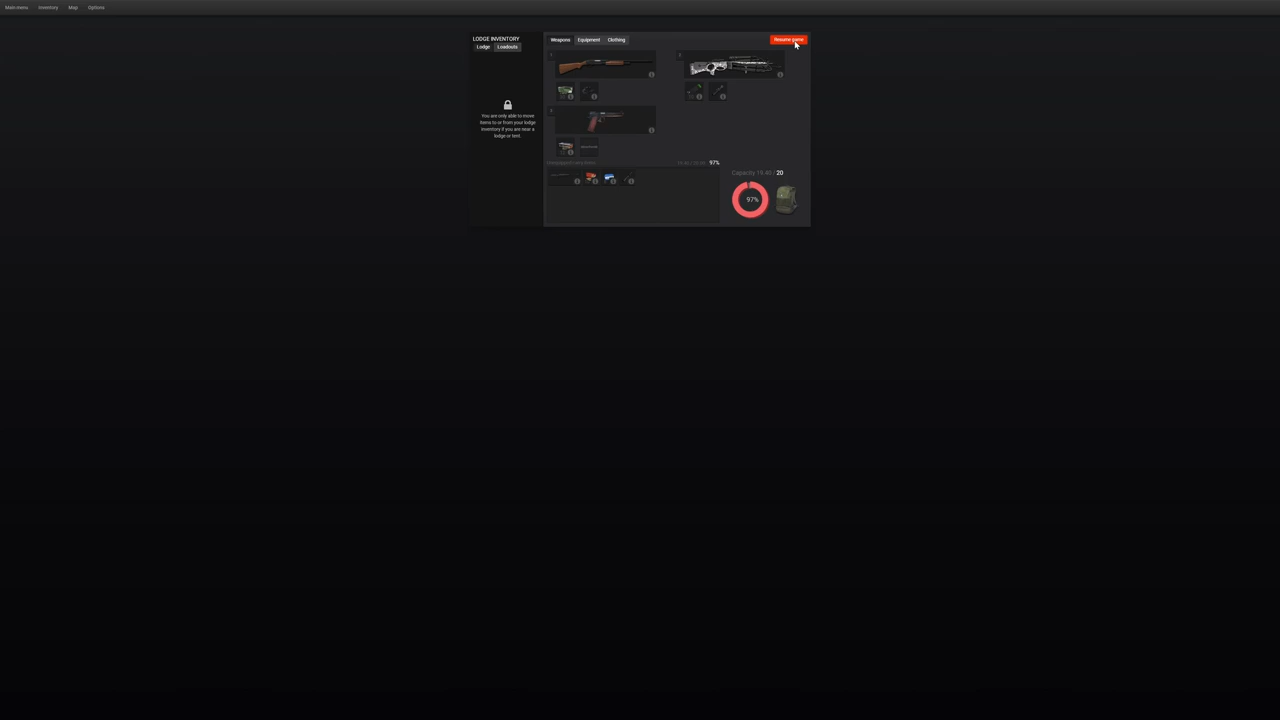 Main menu Inventory Map Options
LODGE INVENTORY
Lodge Loadouts
Weapons Equipment Clothing
Resume game
You are only able to move
items to or from your lodge
inventory if you are near a
lodge or tent.
97%
Capacity 19.40 / 20
97%